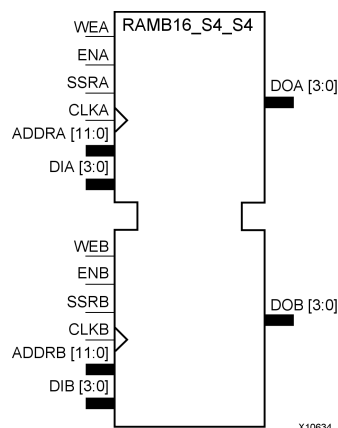 WEA
RAMB16_S4_S4
ENA
SSRA
DOA [3:0]
CLKA
ADDRA [11:0]
DIA [3:0]
WEB
ENB
SSRB
DOB [3:0]
CLKB
ADDRB [11:0]
DIB [3:0]
X10634